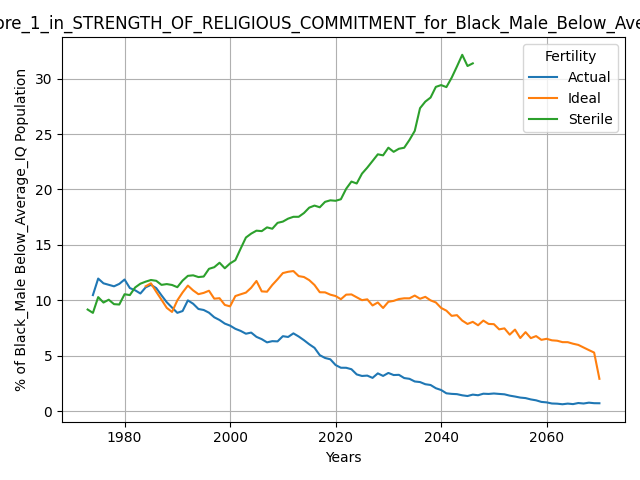 ore_1_in_STRENGTH_OF_RELIGIOUS_COMMITMENT_for_Black_Male_Below_Ave
Fertility
Actual
Ideal
Sterile
% of Black_Male Below_Average_IQ Population
30
25
20
15
10
5
0
1980 2000 2020 2040 2060
Years